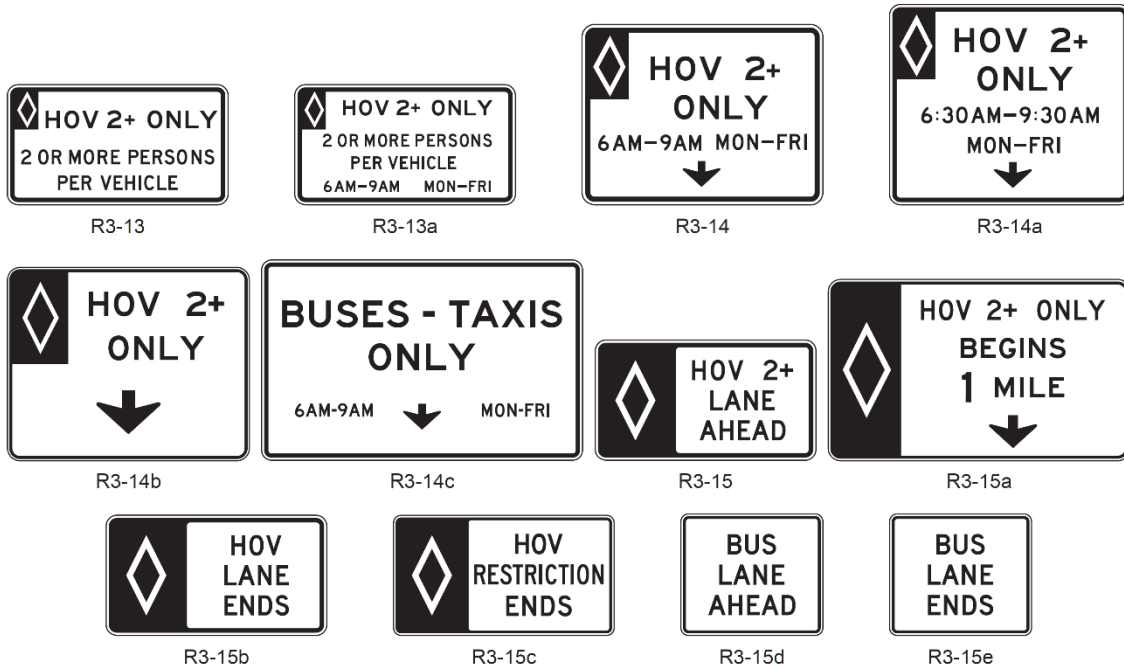 HOV 2+ ONLY
2 OR MORE PERSONS
PER VEHICLE
R3-13
HOV 2+ ONLY
2 OR MORE PERSONS
PER VEHICLE
6AM–9AM MON–FRI
R3-13a
HOV 2+
ONLY
6AM–9AM MON–FRI
R3-14
HOV 2+
ONLY
6:30AM–9:30AM
MON–FRI
R3-14a
HOV 2+
ONLY
R3-14b
BUSES - TAXIS
ONLY
6AM-9AM MON-FRI
R3-14c
HOV 2+
LANE
AHEAD
R3-15
HOV 2+ ONLY
BEGINS
1 MILE
R3-15a
HOV
LANE
ENDS
R3-15b
HOV
RESTRICTION
ENDS
R3-15c
BUS
LANE
AHEAD
R3-15d
BUS
LANE
ENDS
R3-15e